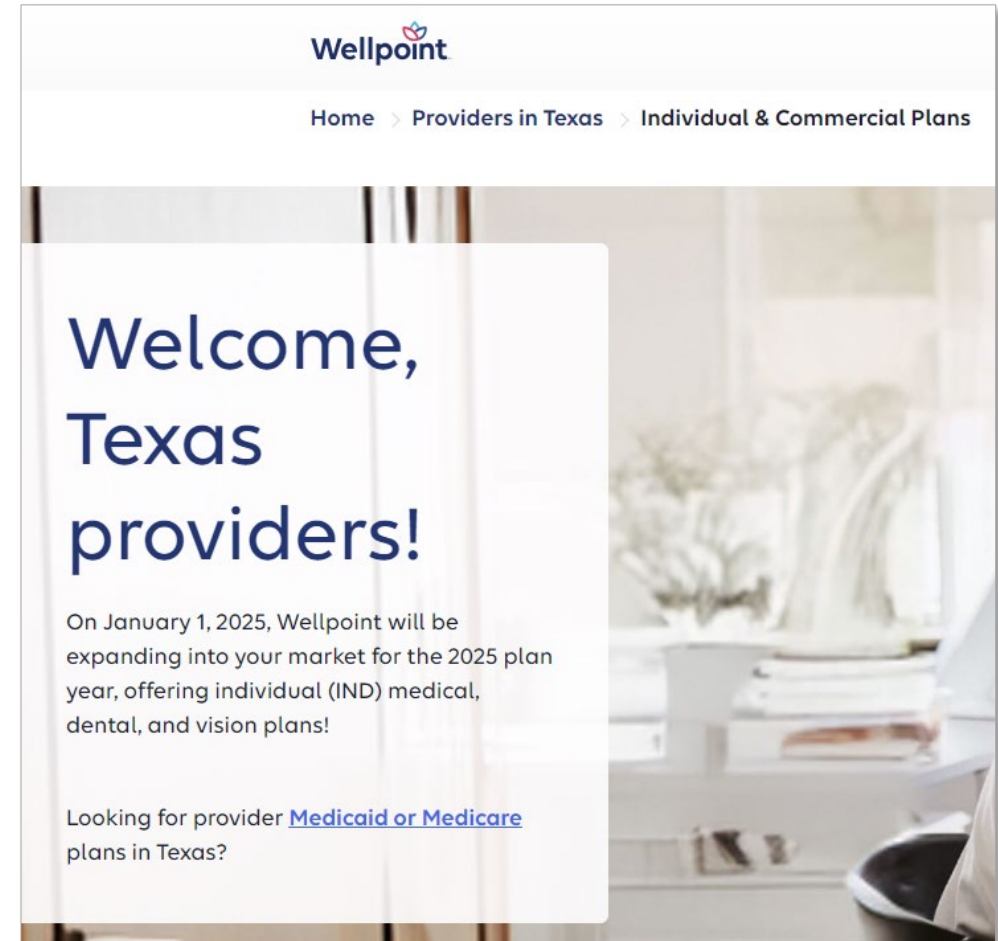 Wellpoint
Home > Providers in Texas > Individual & Commercial Plans
Welcome,
Texas
providers!
On January 1, 2025, Wellpoint will be
expanding into your market for the 2025 plan
year, offering individual (IND) medical,
dental, and vision plans!
Looking for provider Medicaid or Medicare
plans in Texas?